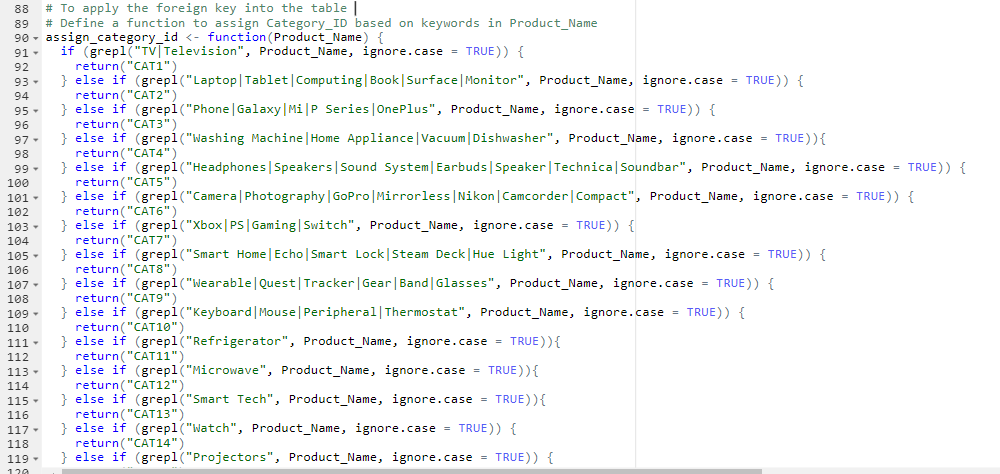 88 # To apply the foreign key into the table
89 # Define a function to assign Category_ID based on keywords in Product_Name
90 assign_category_id <- function(Product_Name) {
91 if (grepl("TV|Television", Product_Name, ignore.case = TRUE)) {
92 return("CAT1")
93 } else if (grepl("Laptop|Tablet|Computing|Book|Surface|Monitor", Product_Name, ignore.case = TRUE)) {
94 return("CAT2")
95 } else if (grepl("Phone|Galaxy|Mi|P Series|OnePlus", Product_Name, ignore.case = TRUE)) {
96 return("CAT3")
97 } else if (grepl("Washing Machine|Home Appliance|Vacuum|Dishwasher", Product_Name, ignore.case = TRUE)){
98 return("CAT4")
99 } else if (grepl("Headphones|Speakers|Sound System|Earbuds|Speaker|Technica|Soundbar", Product_Name, ignore.case = TRUE)) {
100 return("CAT5")
101 } else if (grepl("Camera|Photography|GoPro|Mirrorless|Nikon|Camcorder|Compact", Product_Name, ignore.case = TRUE)) {
102 return("CAT6")
103 } else if (grepl("Xbox|PS|Gaming|Switch", Product_Name, ignore.case = TRUE)) {
104 return("CAT7")
105 } else if (grepl("Smart Home|Echo|Smart Lock|Steam Deck|Hue Light", Product_Name, ignore.case = TRUE)) {
106 return("CAT8")
107 } else if (grepl("Wearable|Quest|Tracker|Gear|Band|Glasses", Product_Name, ignore.case = TRUE)) {
108 return("CAT9")
109 } else if (grepl("Keyboard|Mouse|Peripheral|Thermostat", Product_Name, ignore.case = TRUE)) {
110 return("CAT10")
111 } else if (grepl("Refrigerator", Product_Name, ignore.case = TRUE)){
112 return("CAT11")
113 } else if (grepl("Microwave", Product_Name, ignore.case = TRUE)){
114 return("CAT12")
115 } else if (grepl("Smart Tech", Product_Name, ignore.case = TRUE)){
116 return("CAT13")
117 } else if (grepl("Watch", Product_Name, ignore.case = TRUE)) {
118 return("CAT14")
119 } else if (grepl("Projectors", Product_Name, ignore.case = TRUE)) {
120